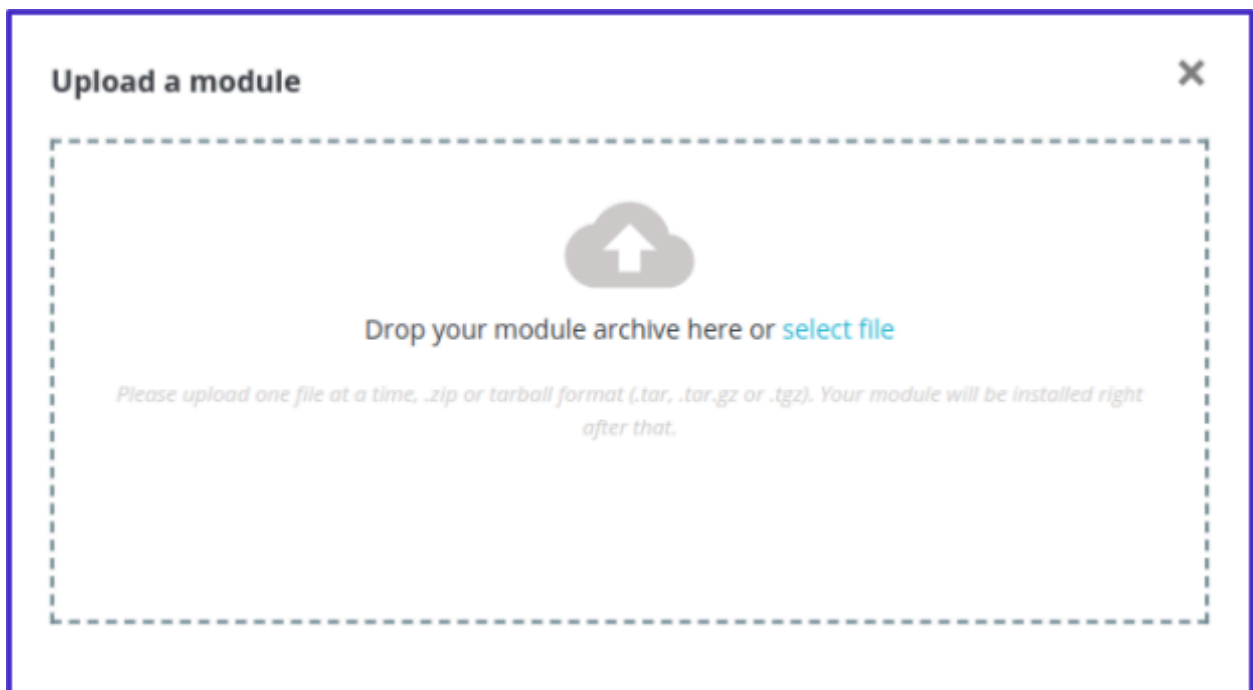 Upload a module
Drop your module archive here or select file
Please upload one file at a time, .zip or tarball format (.tar, .tar.gz or .tgz). Your module will be installed right
after that.